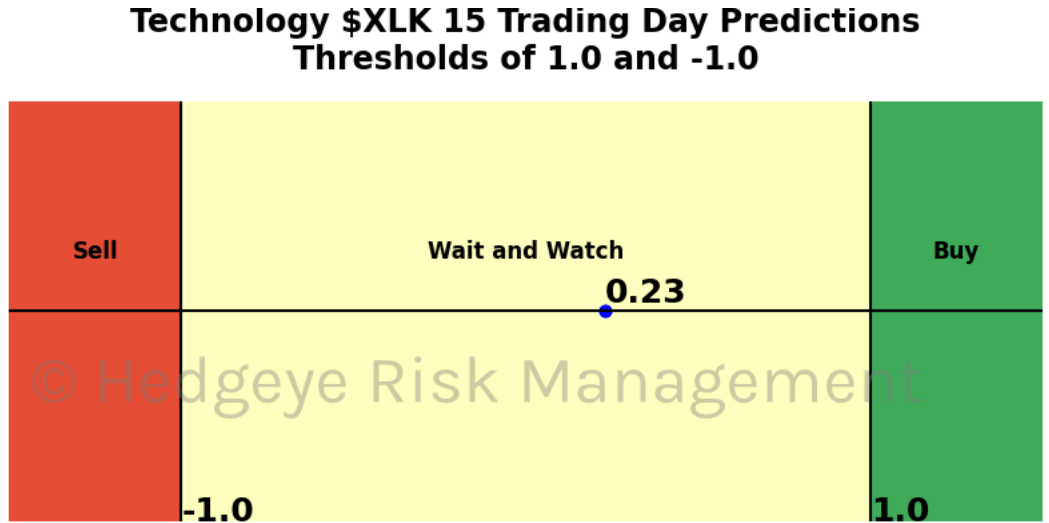 Technology $XLK 15 Trading Day Predictions
Thresholds of 1.0 and -1.0
Sell
Wait and Watch
Buy
0.23
© Hedgeye Risk Management
-1.0
1.0